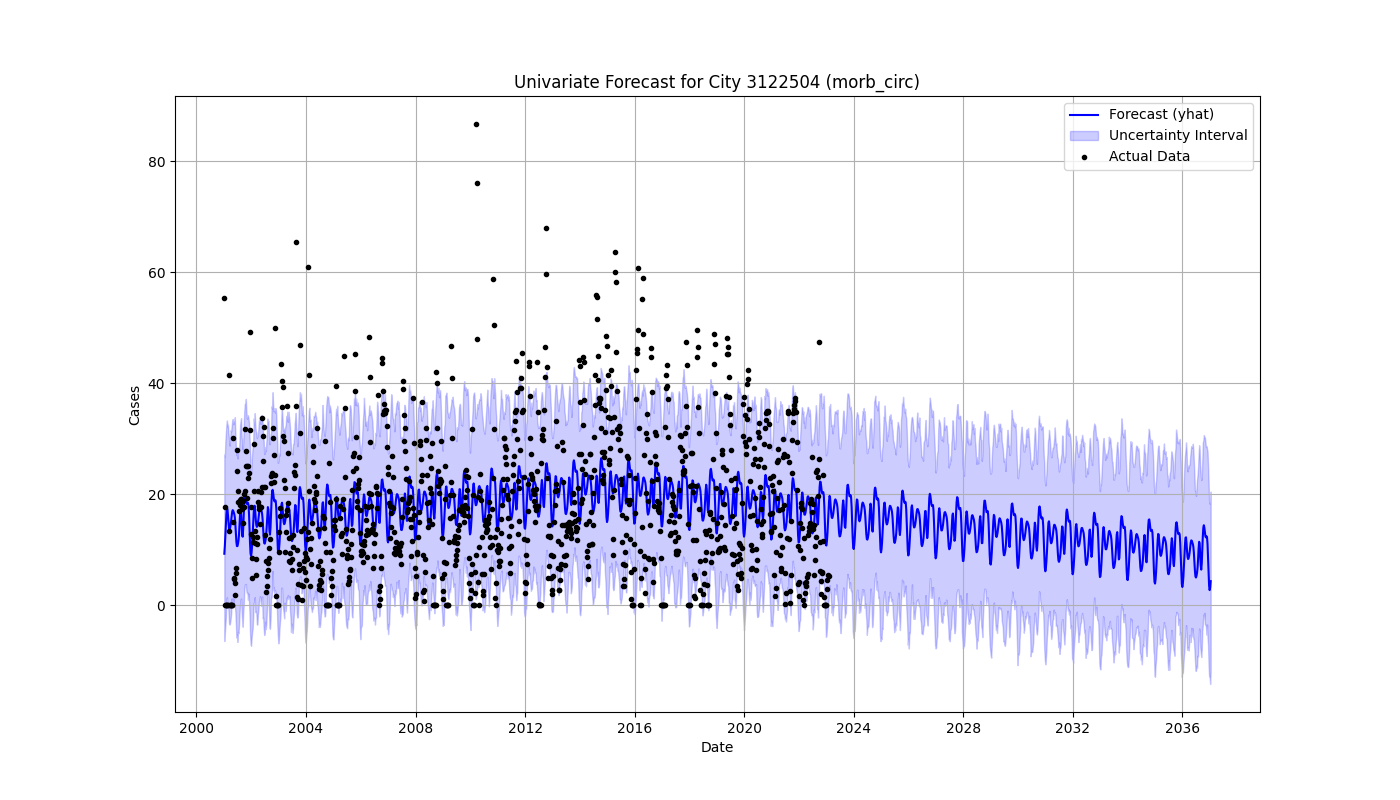 Univariate Forecast for City 3122504 (morb_circ)
Forecast (yhat)
Uncertainty Interval
Actual Data
Cases
80
60
40
20
0
2000 2004 2008 2012 2016 2020 2024 2028 2032 2036
Date